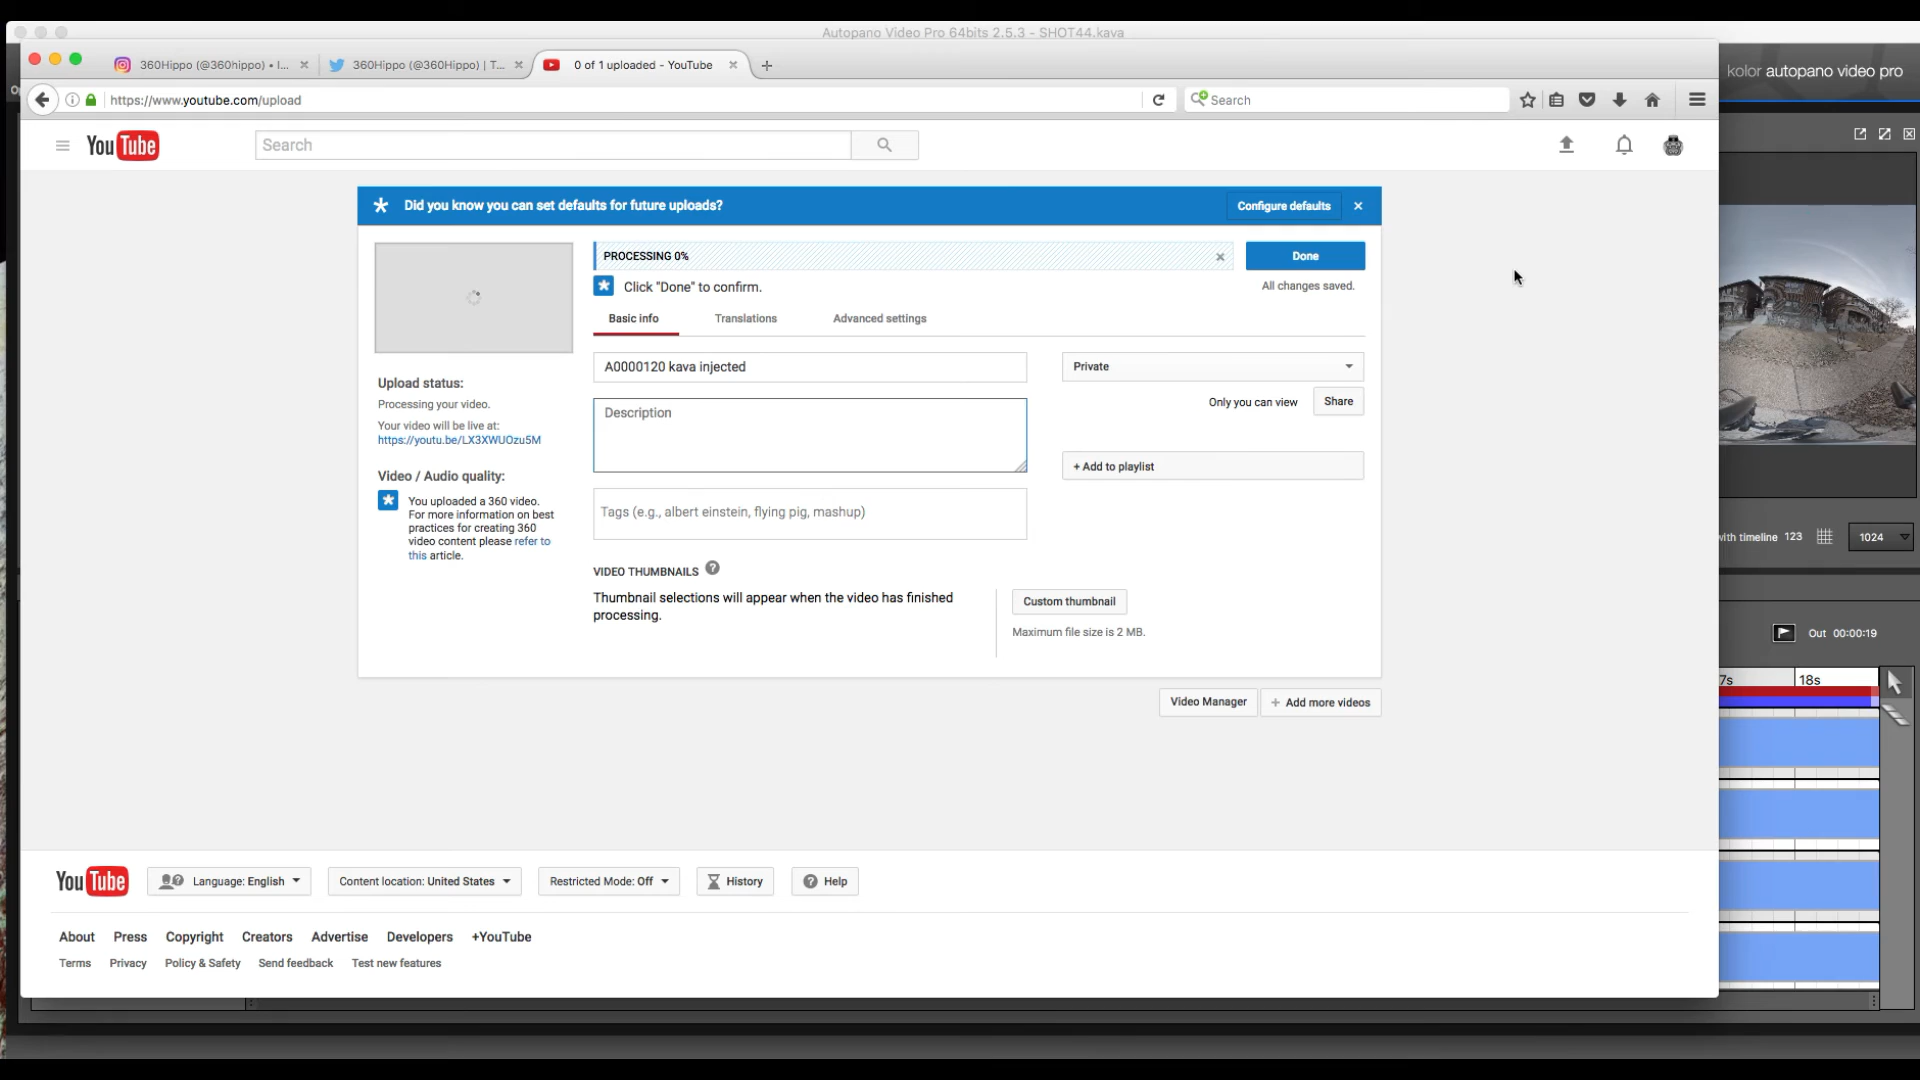 Autopano Video Pro 64bits 2.5.3 - SHOT44.kava
360Hippo (@360hippo) • I...
360Hippo (@360Hippo) | T...
0 of 1 uploaded - YouTube
kolor autopano video pro
https://www.youtube.com/upload
Search
YouTube
Search
Did you know you can set defaults for future uploads?
Configure defaults
PROCESSING 0%
Done
Click "Done" to confirm.
All changes saved.
Basic info
Translations
Advanced settings
A0000120 kava injected
Private
Upload status:
Processing your video.
Only you can view
Share
Description
Your video will be live at:
https://youtu.be/LX3XWUOzu5M
+ Add to playlist
Video / Audio quality:
You uploaded a 360 video.
For more information on best
practices for creating 360
video content please refer to
this article.
Tags (e.g., albert einstein, flying pig, mashup)
with timeline 123
1024
VIDEO THUMBNAILS ?
Thumbnail selections will appear when the video has finished
processing.
Custom thumbnail
Maximum file size is 2 MB.
Out 00:00:19
7s
18s
Video Manager
+ Add more videos
YouTube
Language: English
Content location: United States
Restricted Mode: Off
History
Help
About
Press
Copyright
Creators
Advertise
Developers
+YouTube
Terms
Privacy
Policy & Safety
Send feedback
Test new features